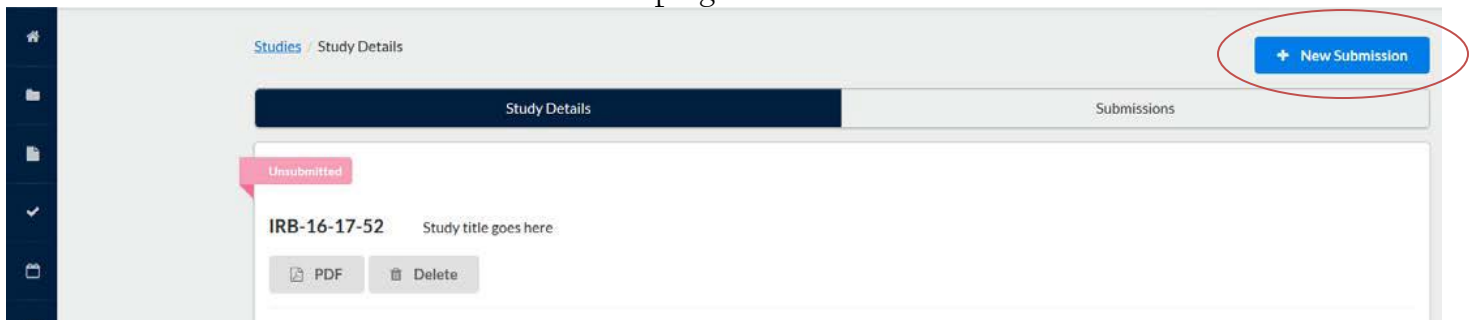 Studies / Study Details
+ New Submission
Study Details
Submissions
Unsubmitted
IRB-16-17-52 Study title goes here
PDF Delete